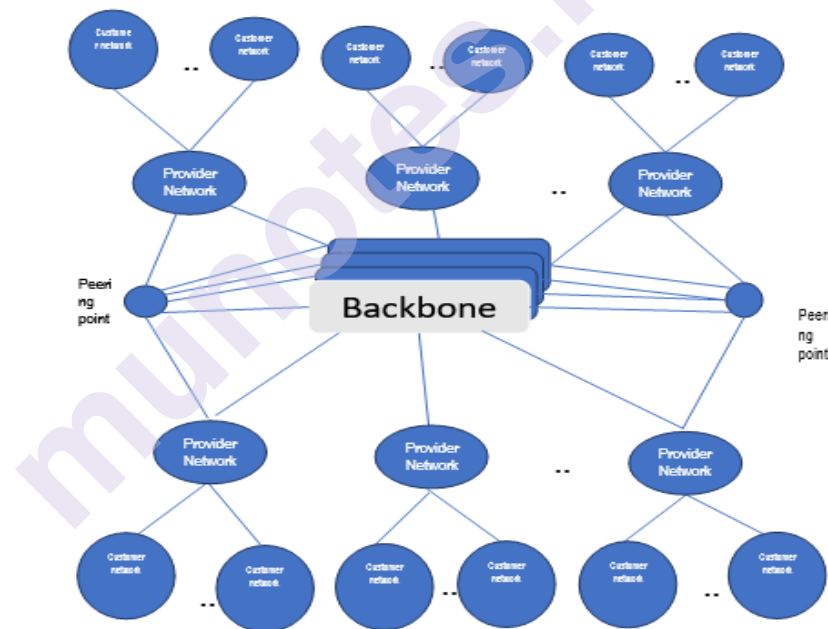 Custome
r network
Customer
network
Customer
network
Customer
network
Customer
network
Customer
network
..
..
..
Provider
Network
Provider
Network
Provider
Network
..
Peeri
ng
point
Backbone
Peeri
ng
point
Provider
Network
Provider
Network
Provider
Network
..
Customer
network
Customer
network
Customer
network
Customer
network
Customer
network
Customer
network
..
..
..
munotes.